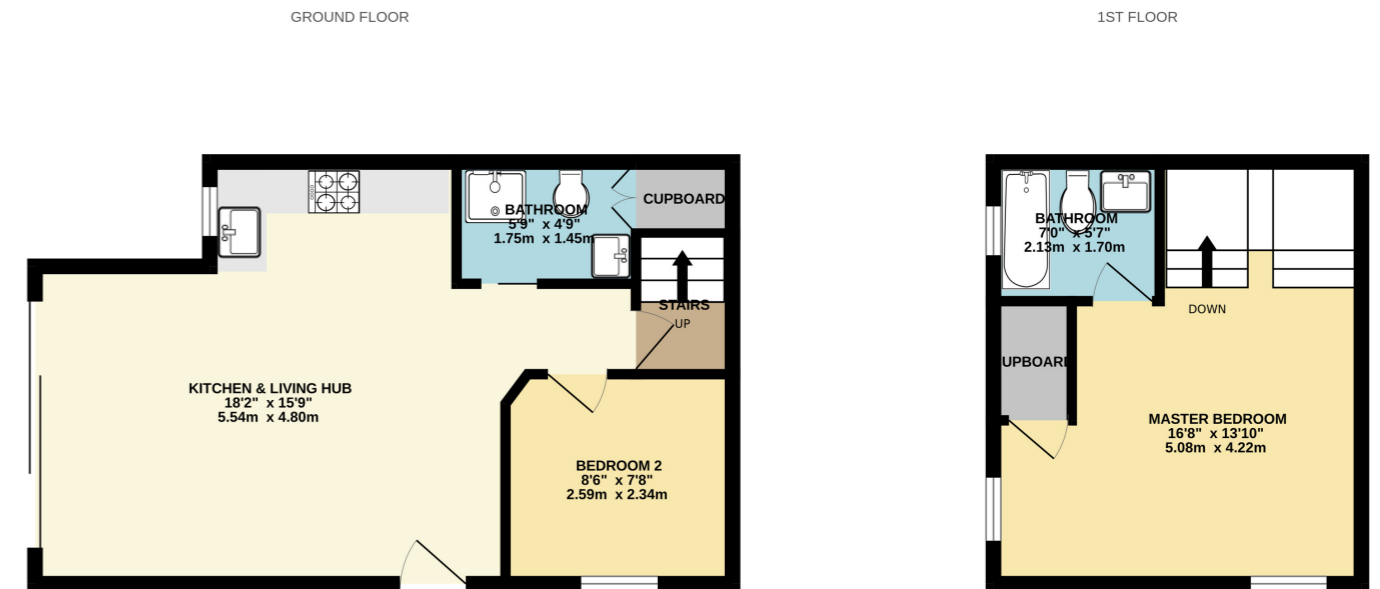 GROUND FLOOR
1ST FLOOR
BATHROOM
5'9" x 4'9"
1.75m x 1.45m
CUPBOARD
STAIRS
UP
KITCHEN & LIVING HUB
18'2" x 15'9"
5.54m x 4.80m
BEDROOM 2
8'6" x 7'8"
2.59m x 2.34m
BATHROOM
7'0" x 5'7"
2.13m x 1.70m
DOWN
UPBOAR
MASTER BEDROOM
16'8" x 13'10"
5.08m x 4.22m